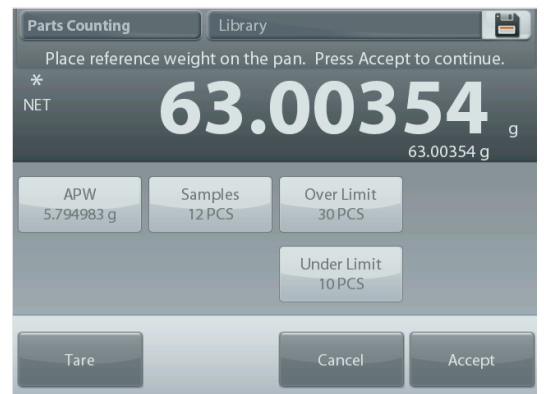 Parts Counting
Library
Place reference weight on the pan. Press Accept to continue.
*
NET
63.00354 g
63.00354 g
APW
5.794983 g
Samples
12 PCS
Over Limit
30 PCS
Under Limit
10 PCS
Tare
Cancel
Accept